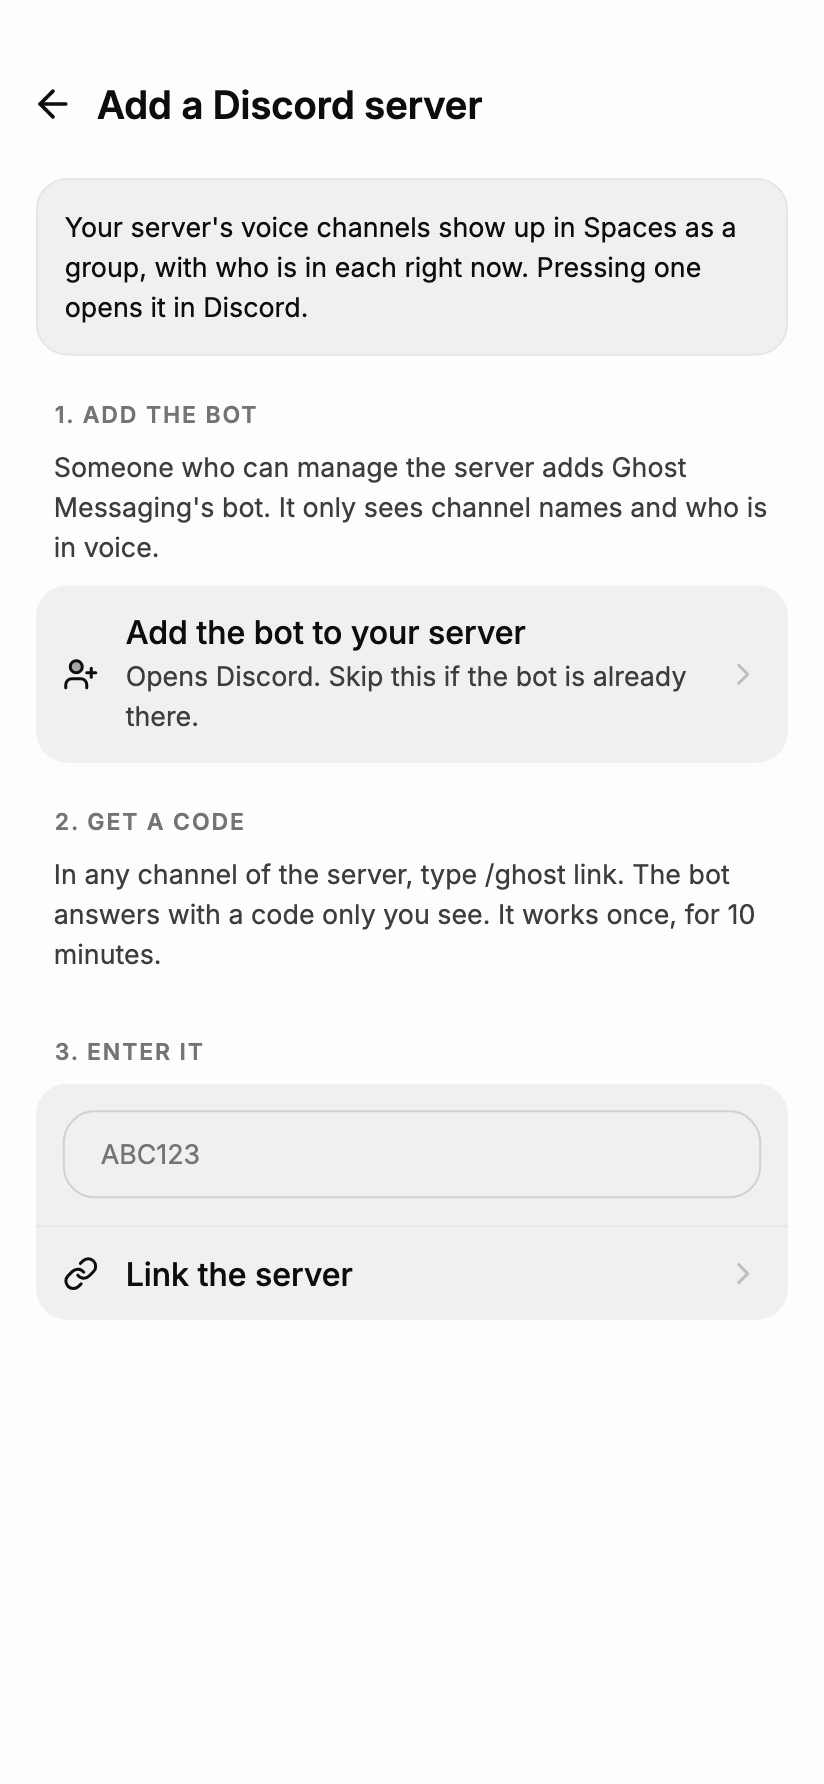 Add a Discord server
Your server's voice channels show up in Spaces as a
group, with who is in each right now. Pressing one
opens it in Discord.
1. ADD THE BOT
Someone who can manage the server adds Ghost
Messaging's bot. It only sees channel names and who is
in voice.
Add the bot to your server
Opens Discord. Skip this if the bot is already
there.
2. GET A CODE
In any channel of the server, type /ghost link. The bot
answers with a code only you see. It works once, for 10
minutes.
3. ENTER IT
ABC123
Link the server